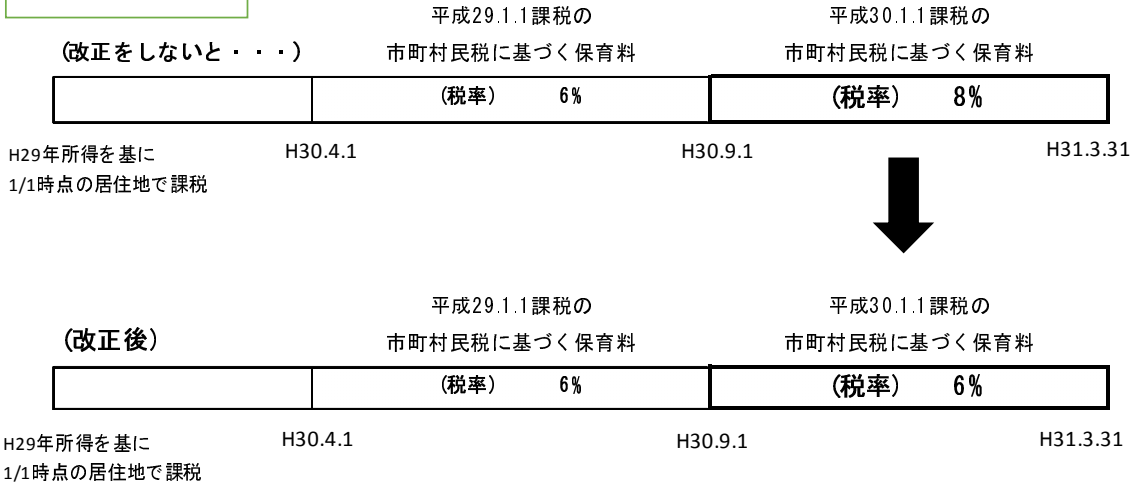 平成29.1.1課税の
平成30.1.1課税の
(改正をしないと・・・)
市町村民税に基づく保育料
市町村民税に基づく保育料
(税率) 6%
(税率) 8%
H29年所得を基に
1/1時点の居住地で課税
H30.4.1
H30.9.1
H31.3.31
平成29.1.1課税の
平成30.1.1課税の
(改正後)
市町村民税に基づく保育料
市町村民税に基づく保育料
(税率) 6%
(税率) 6%
H29年所得を基に
1/1時点の居住地で課税
H30.4.1
H30.9.1
H31.3.31